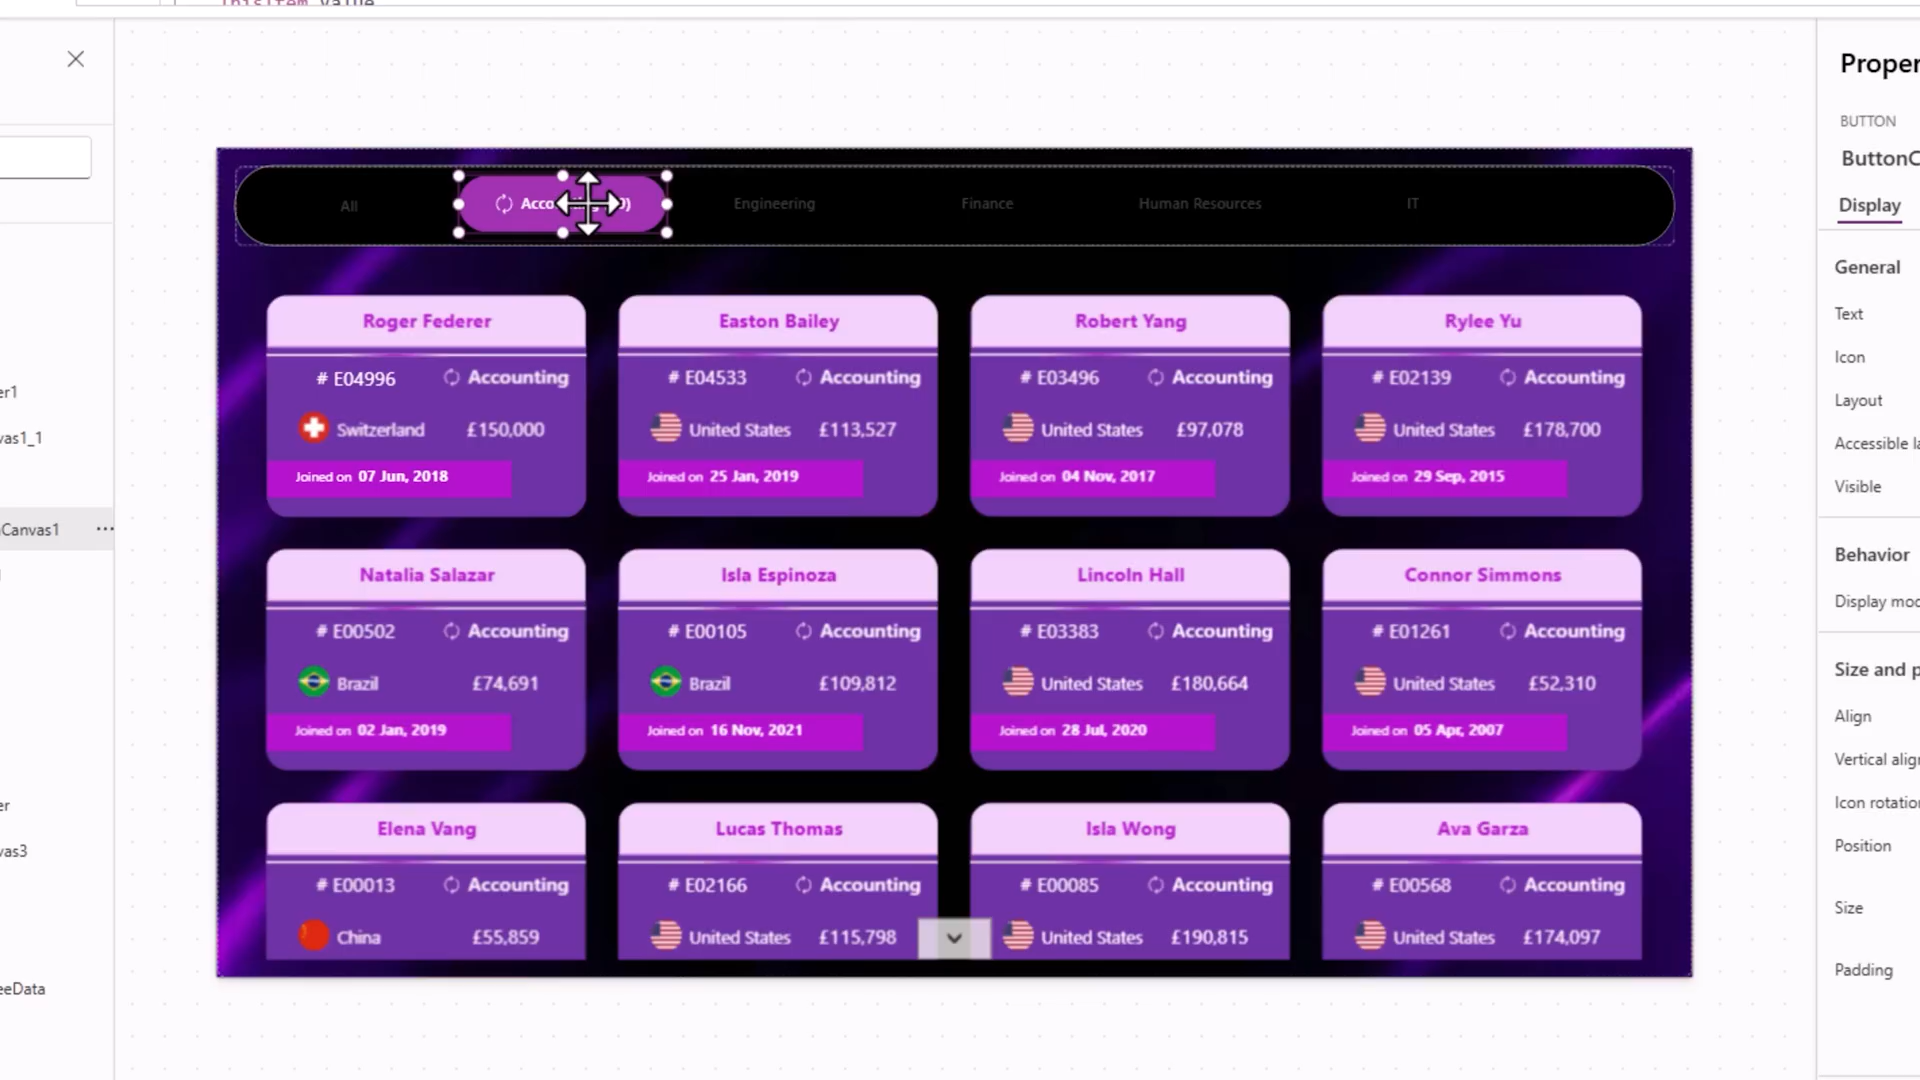 ThisItem.Value
Proper
BUTTON
ButtonC
Display
All
Engineering
Finance
Human Resources
IT
General
Text
Icon
Layout
Accessible la
Visible
Behavior
Display mod
Size and p
Align
Vertical align
Icon rotation
Position
Size
Padding
er1
vas1_1
Canvas1
er
vas3
eeData
Roger Federer
# E04996 Accounting
Switzerland £150,000
Joined on 07 Jun, 2018
Easton Bailey
# E04533 Accounting
United States £113,527
Joined on 25 Jan, 2019
Robert Yang
# E03496 Accounting
United States £97,078
Joined on 04 Nov, 2017
Rylee Yu
# E02139 Accounting
United States £178,700
Joined on 29 Sep, 2015
Natalia Salazar
# E00502 Accounting
Brazil £74,691
Joined on 02 Jan, 2019
Isla Espinoza
# E00105 Accounting
Brazil £109,812
Joined on 16 Nov, 2021
Lincoln Hall
# E03383 Accounting
United States £180,664
Joined on 28 Jul, 2020
Connor Simmons
# E01261 Accounting
United States £52,310
Joined on 05 Apr, 2007
Elena Vang
# E00013 Accounting
China £55,859
Lucas Thomas
# E02166 Accounting
United States £115,798
Isla Wong
# E00085 Accounting
United States £190,815
Ava Garza
# E00568 Accounting
United States £174,097